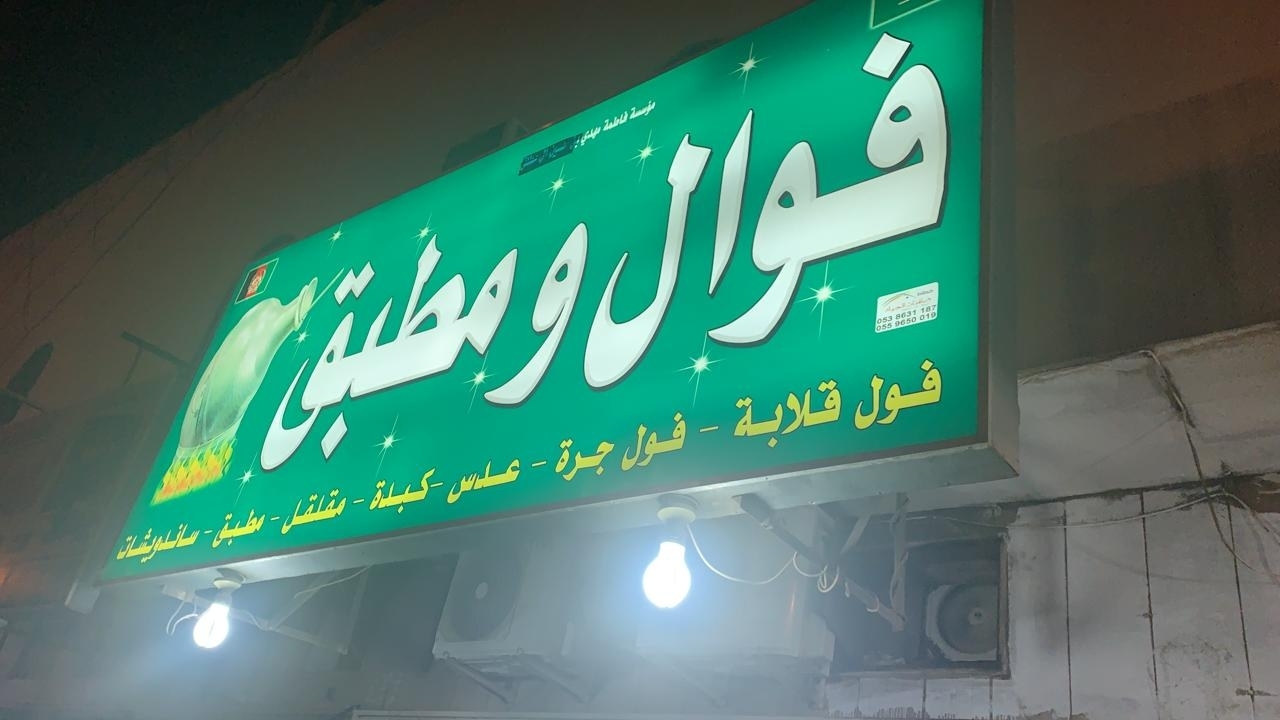 مؤسسة فاطمة مهدي
فوال ومطبق
053 8631 187
055 9650 019
فول قلابة - فول جرة - عدس - كبدة - مقلقل - مطبق - ساندويشات